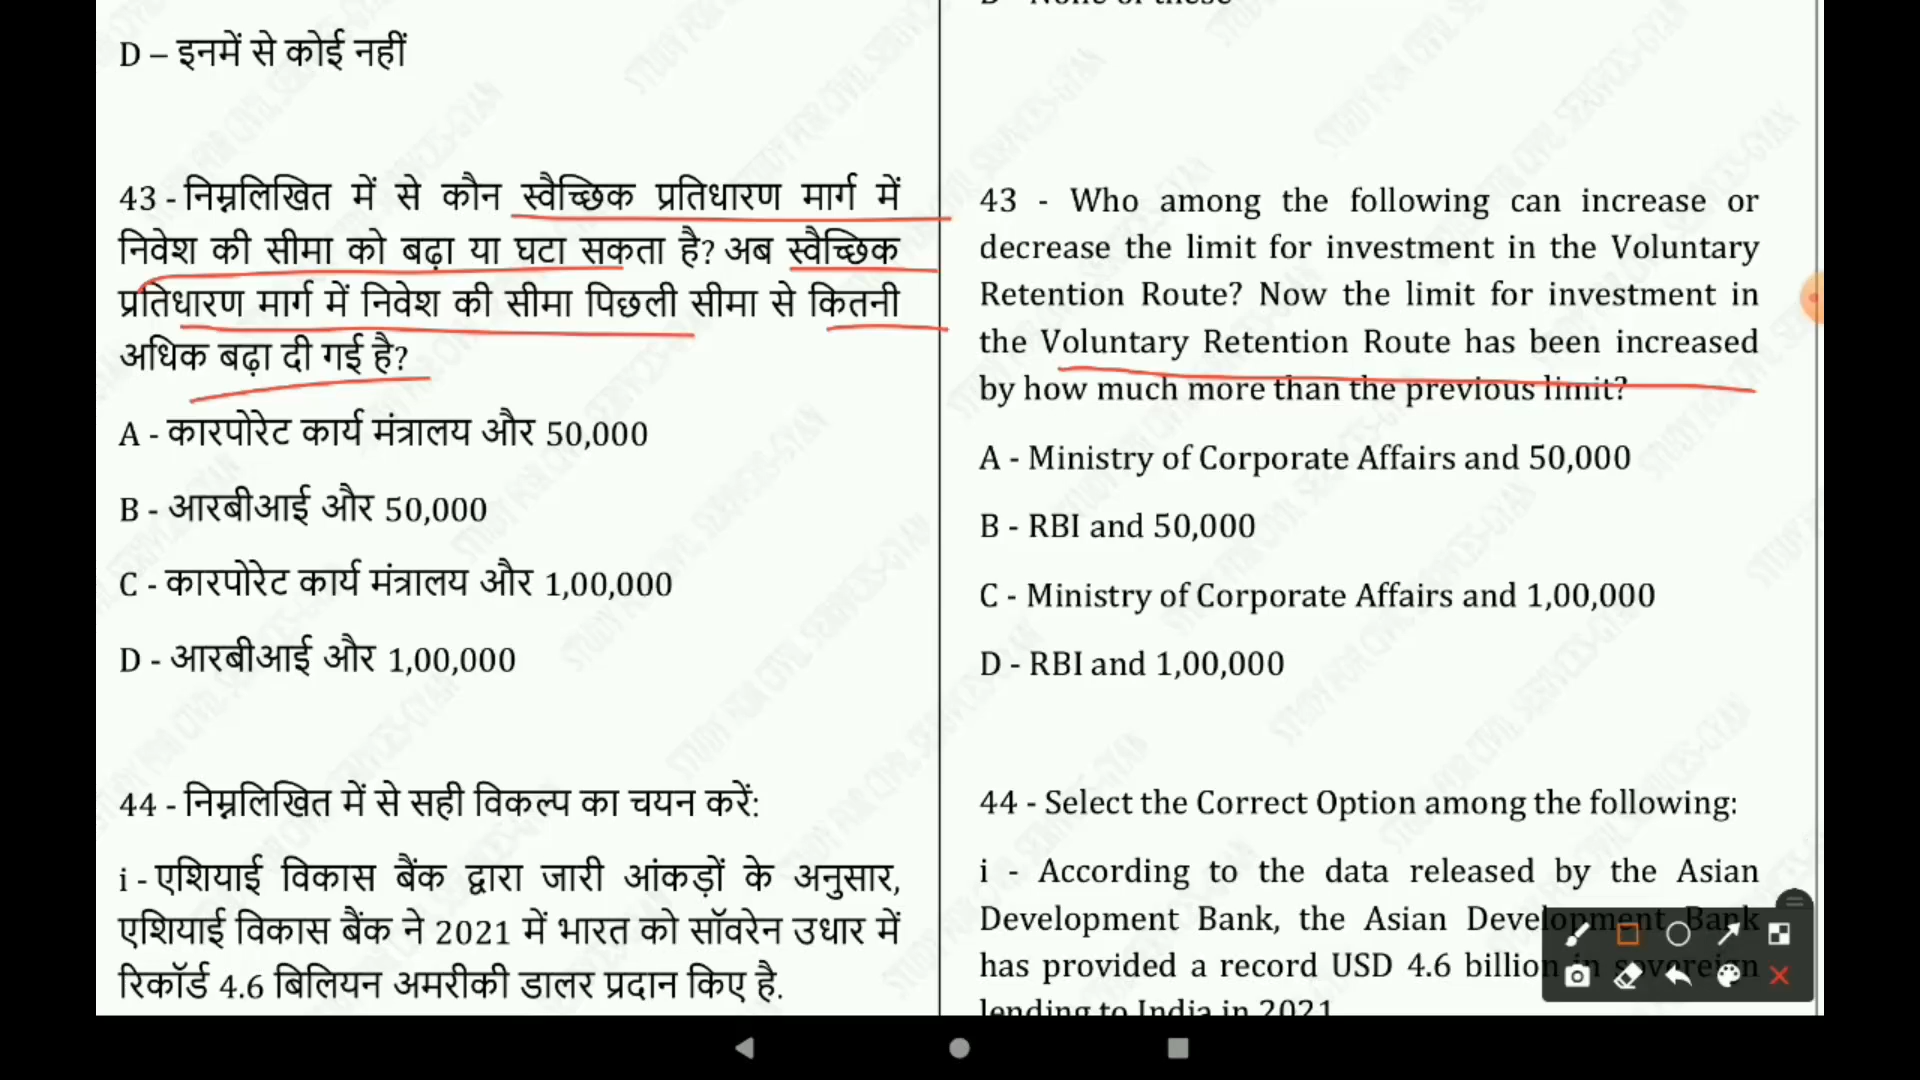 D – इनमें से कोई नहीं
43 - निम्नलिखित में से कौन स्वैच्छिक प्रतिधारण मार्ग में
निवेश की सीमा को बढ़ा या घटा सकता है? अब स्वैच्छिक
प्रतिधारण मार्ग में निवेश की सीमा पिछली सीमा से कितनी
अधिक बढ़ा दी गई है?
A - कारपोरेट कार्य मंत्रालय और 50,000
B - आरबीआई और 50,000
C - कारपोरेट कार्य मंत्रालय और 1,00,000
D - आरबीआई और 1,00,000
44 - निम्नलिखित में से सही विकल्प का चयन करें:
i - एशियाई विकास बैंक द्वारा जारी आंकड़ों के अनुसार,
एशियाई विकास बैंक ने 2021 में भारत को सॉवरेन उधार में
रिकॉर्ड 4.6 बिलियन अमरीकी डालर प्रदान किए है.
D - None of these
43 - Who among the following can increase or
decrease the limit for investment in the Voluntary
Retention Route? Now the limit for investment in
the Voluntary Retention Route has been increased
by how much more than the previous limit?
A - Ministry of Corporate Affairs and 50,000
B - RBI and 50,000
C - Ministry of Corporate Affairs and 1,00,000
D - RBI and 1,00,000
44 - Select the Correct Option among the following:
i - According to the data released by the Asian
Development Bank, the Asian Development Bank
has provided a record USD 4.6 billion in sovereign
lending to India in 2021
STUDY FOR CIVIL SERVICES-GYAN